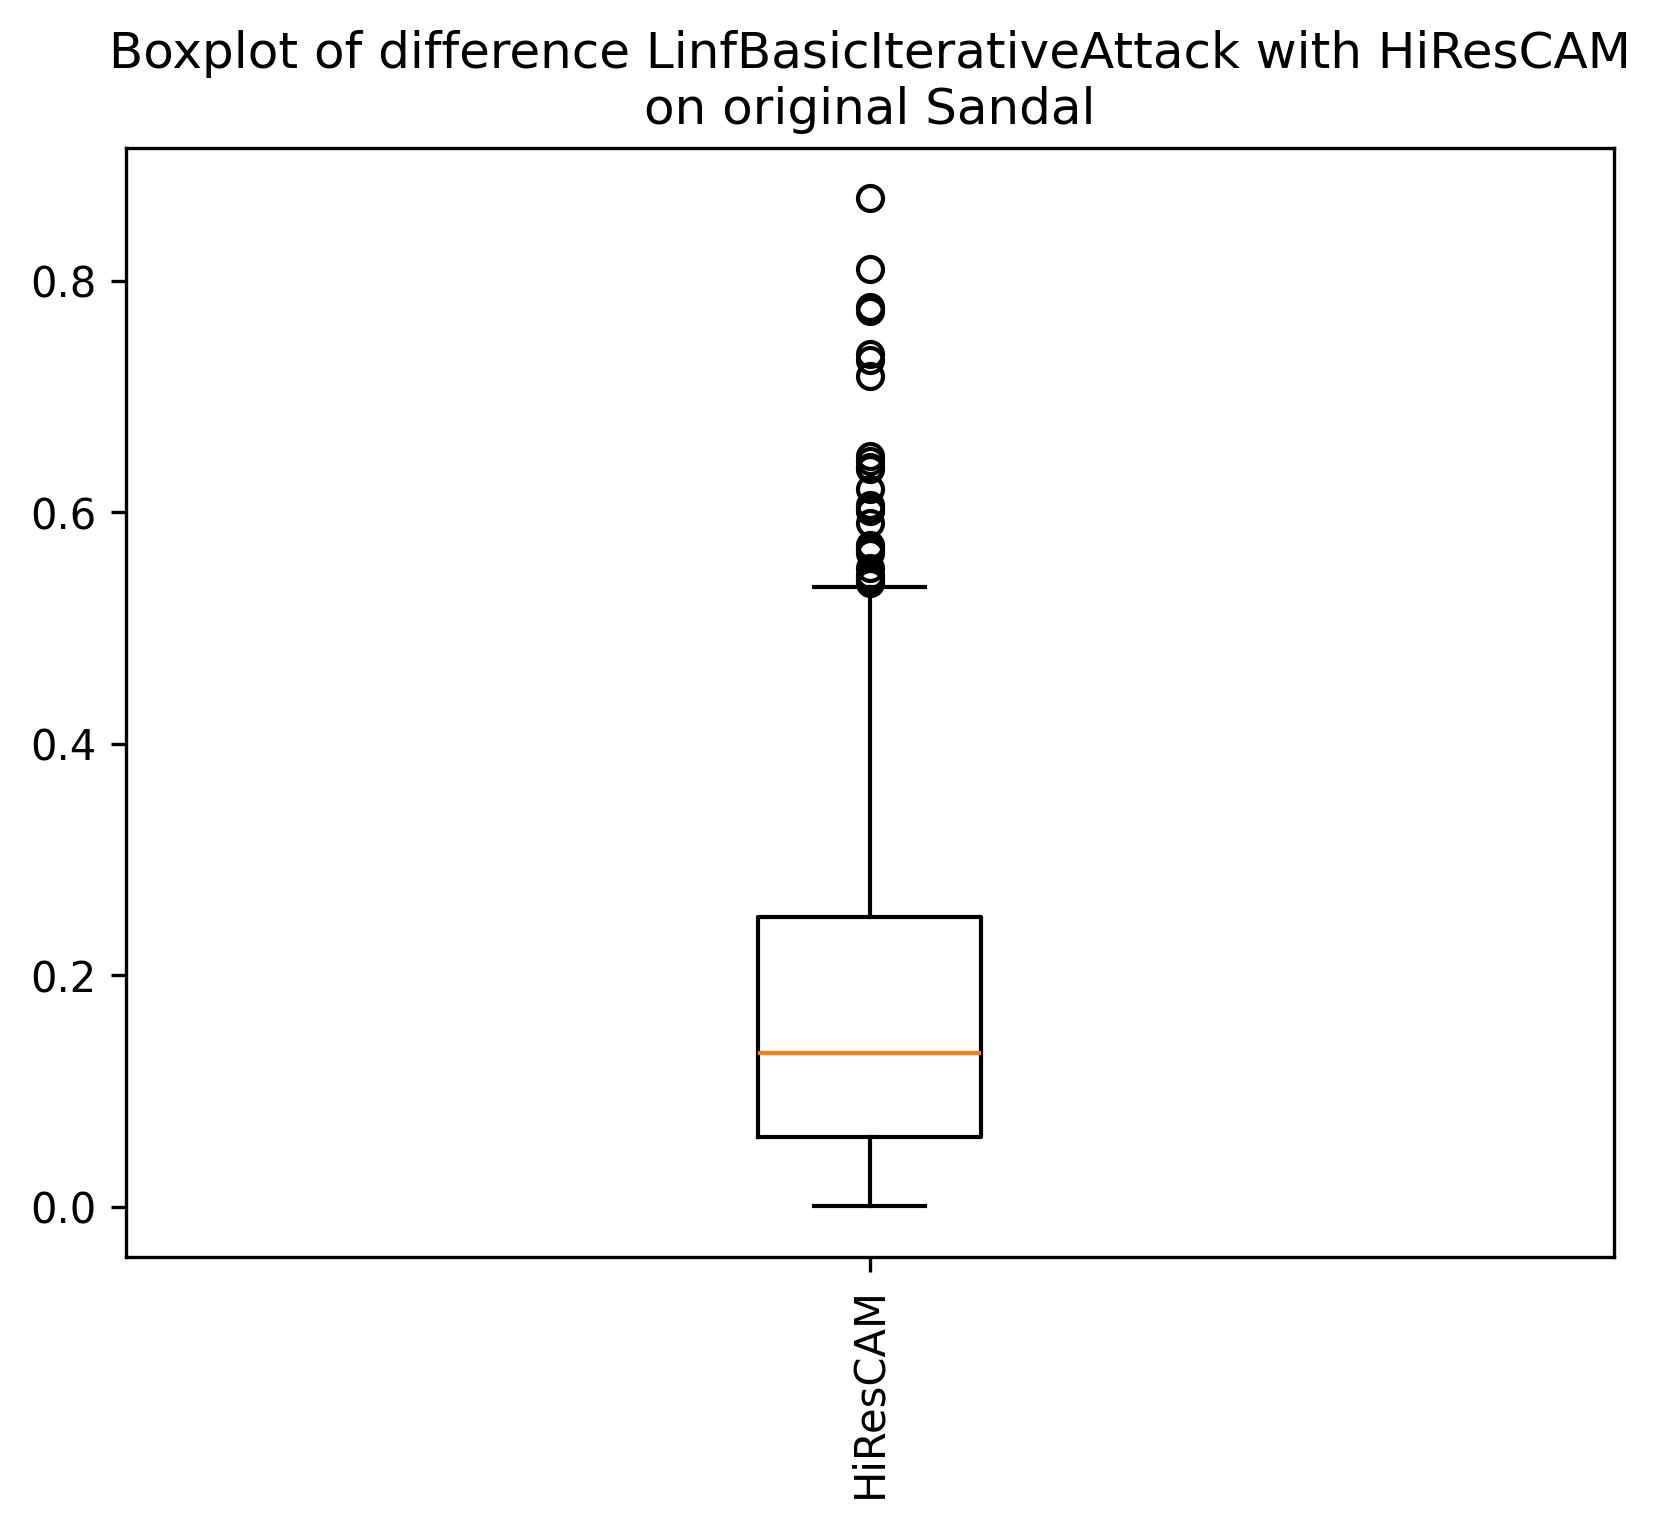 Boxplot of difference LinfBasicIterativeAttack with HiResCAM
on original Sandal
0.8
0.6
0.4
0.2
0.0
HiResCAM